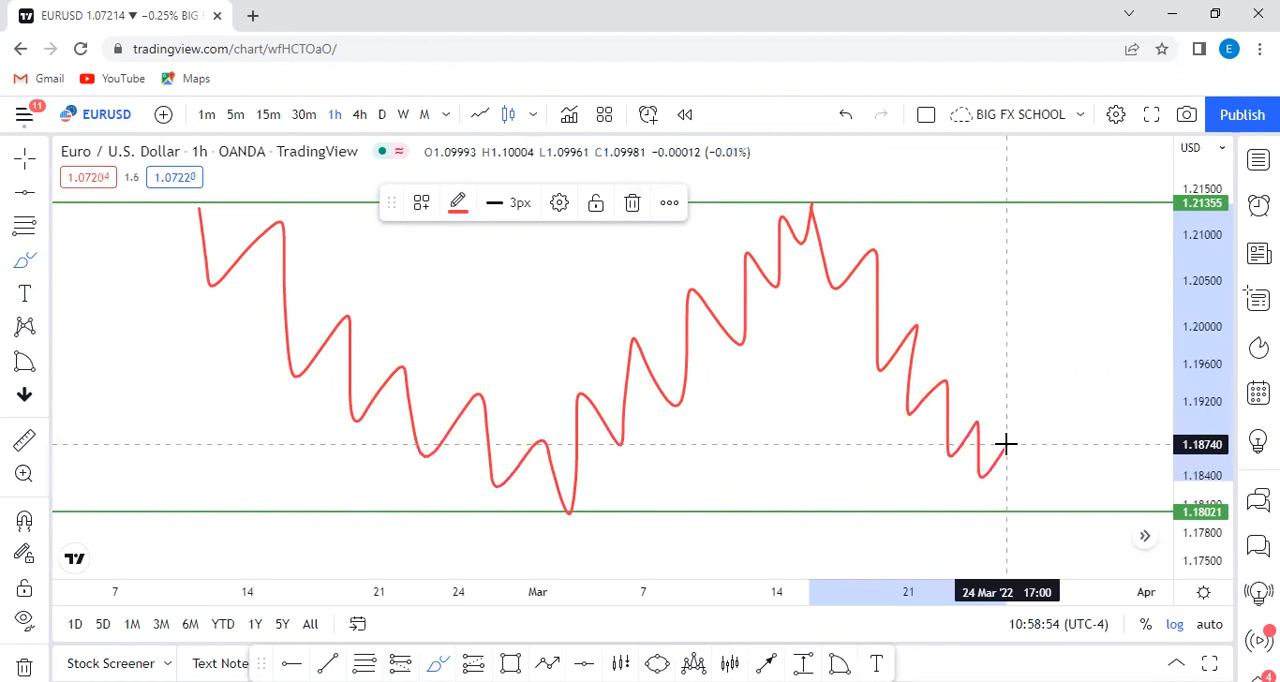 EURUSD 1.07214 ▼ −0.25% BIG F
tradingview.com/chart/wfHCTOaO/
E
Gmail YouTube Maps
11
EURUSD 1m 5m 15m 30m 1h 4h D W M BIG FX SCHOOL Publish
Euro / U.S. Dollar · 1h · OANDA · TradingView O1.09993 H1.10004 L1.09961 C1.09981 −0.00012 (−0.01%) USD
1.07204 1.6 1.07220
3px
1.21500
1.21355
1.21000
1.20500
1.20000
1.19600
1.19200
1.18740
1.18400
1.18021
1.17800
1.17500
7 14 21 24 Mar 7 14 21 24 Mar '22 17:00 Apr
1D 5D 1M 3M 6M YTD 1Y 5Y All 10:58:54 (UTC-4) % log auto
Stock Screener Text Note T
4